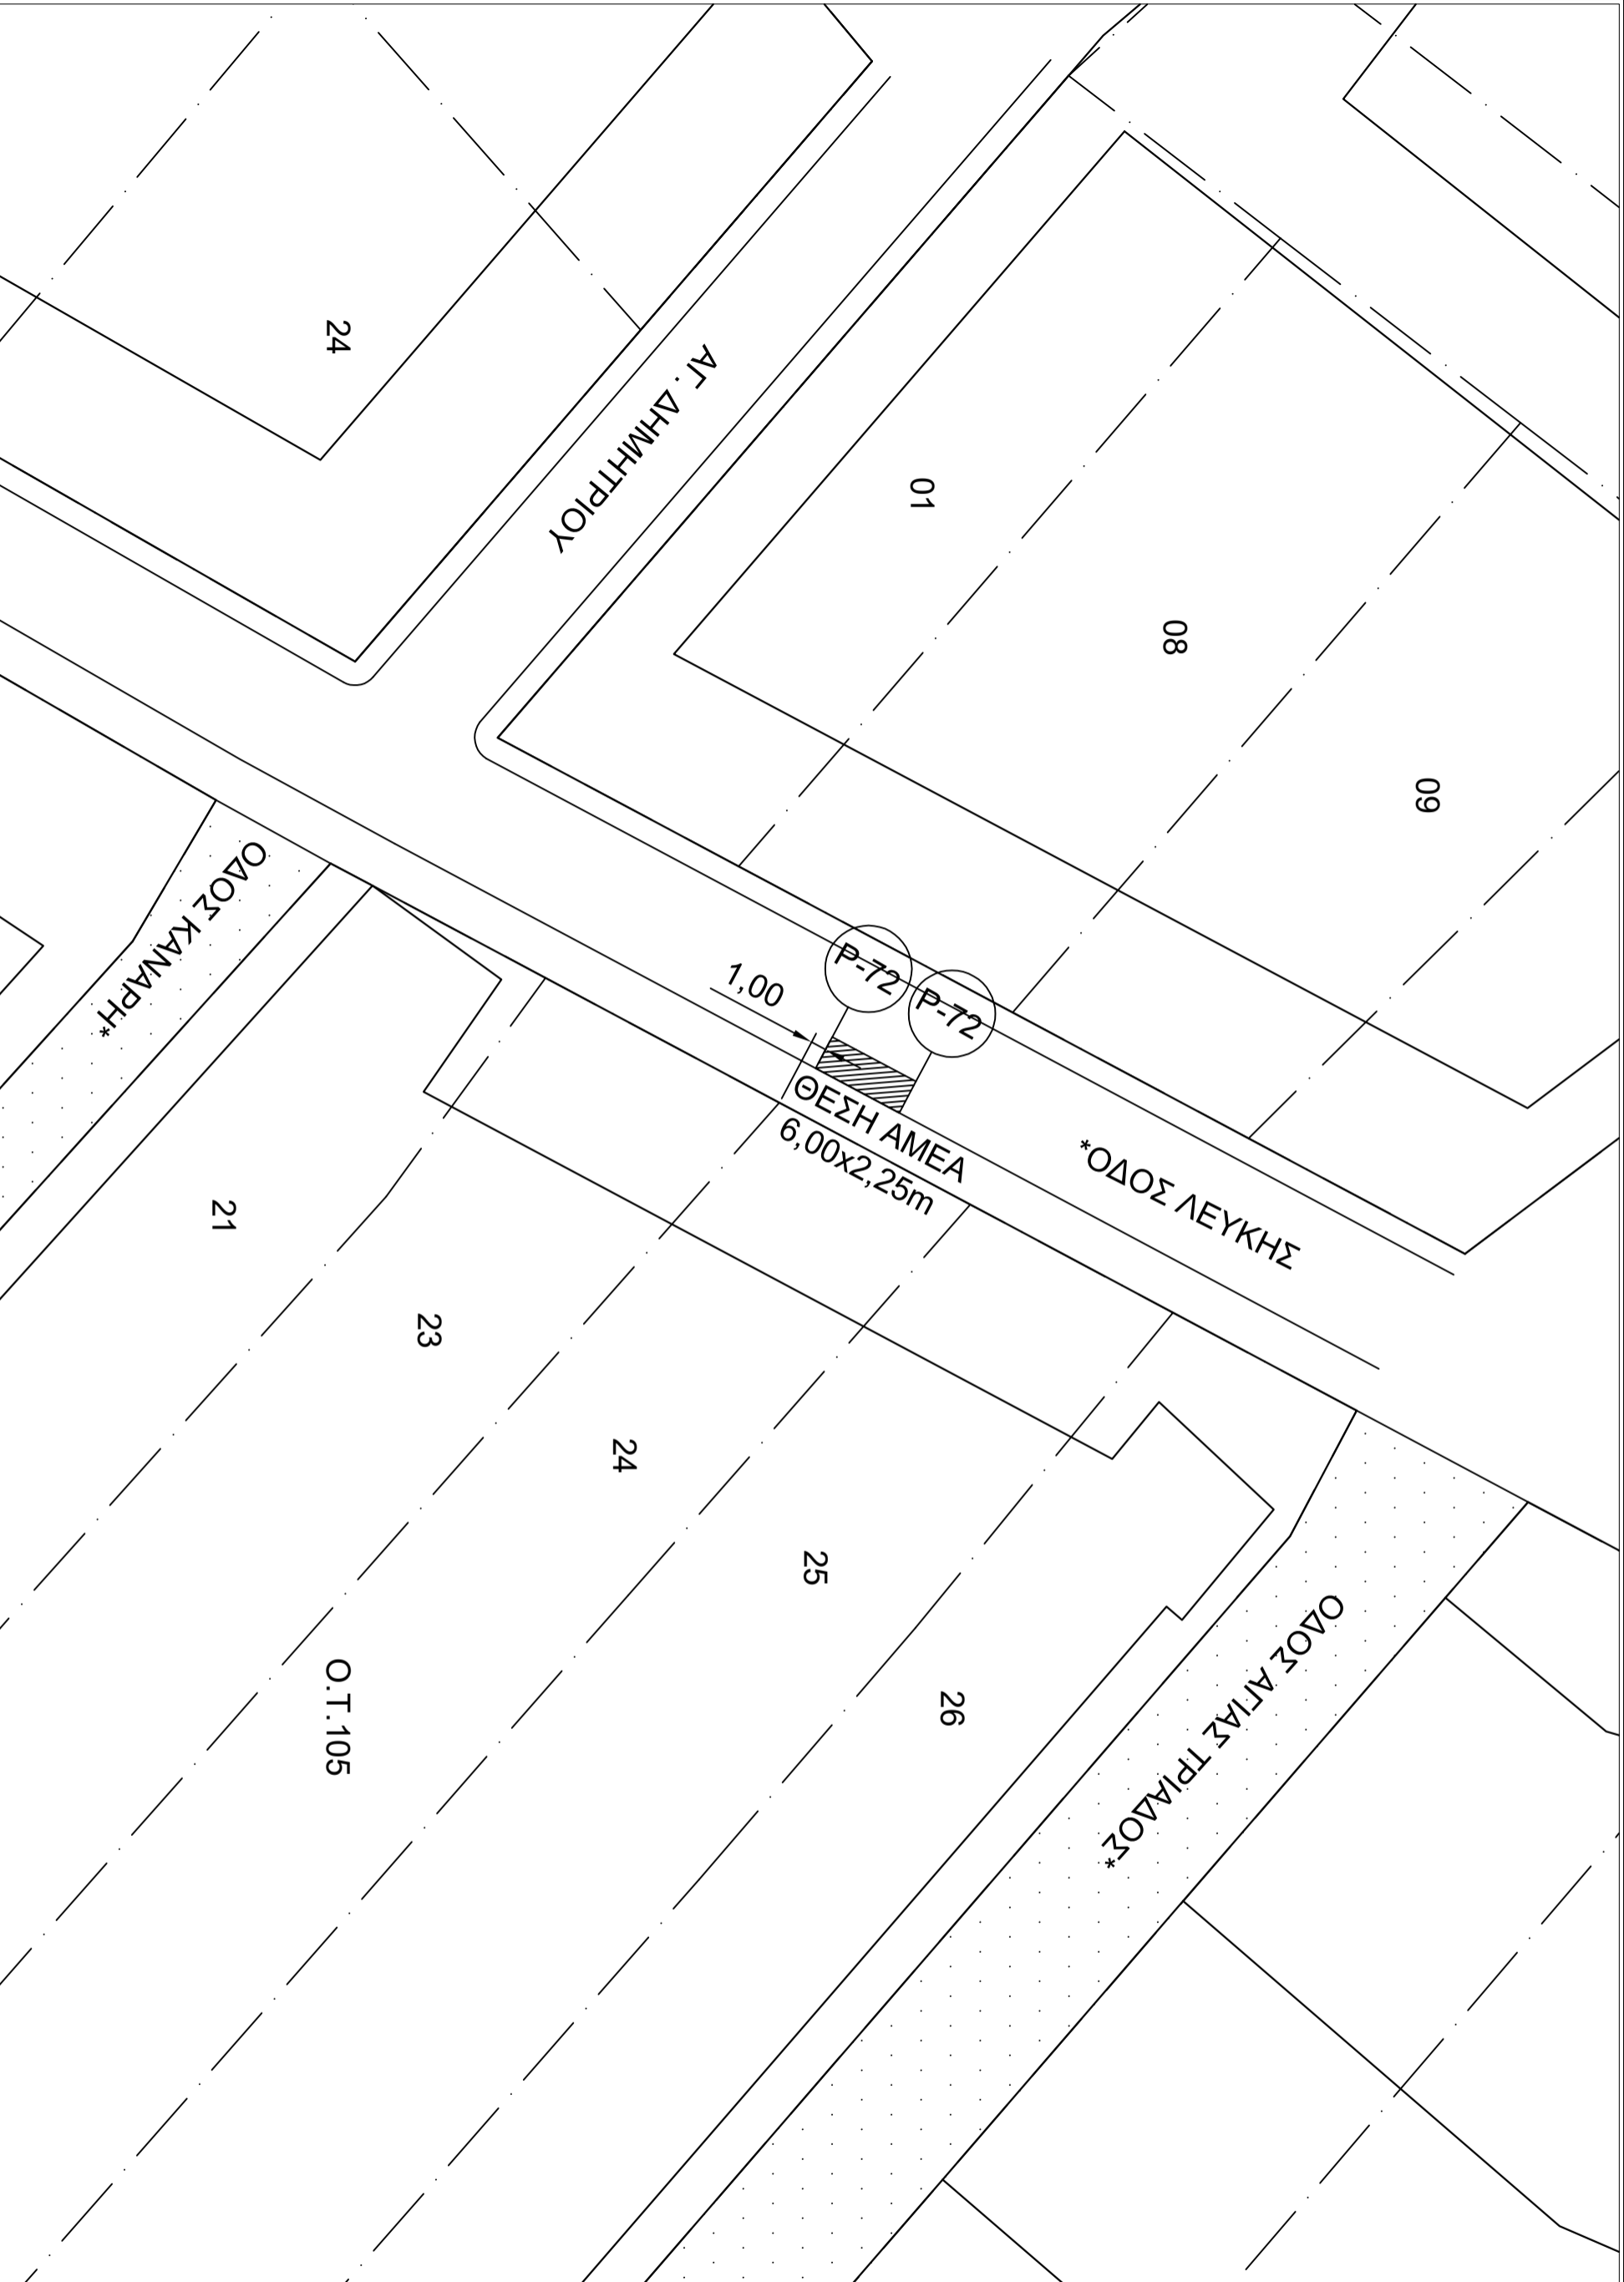 24
ΑΓ. ΔΗΜΗΤΡΙΟΥ
01
08
09
ΟΔΟΣ ΚΑΝΑΡΗ*
P-72
P-72
1,00
ΘΕΣΗ ΑΜΕΑ
6,00x2,25m
*ΟΔΟΣ ΛΕΥΚΗΣ
21
23
24
25
26
Ο.Τ.105
ΟΔΟΣ ΑΓΙΑΣ ΤΡΙΑΔΟΣ*